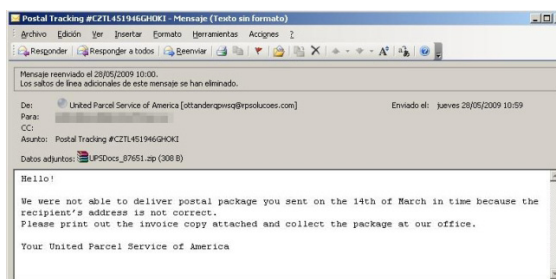 Postal Tracking #CZTL451946GHOKI - Mensaje (Texto sin formato)
Archivo Edición Ver Insertar Formato Herramientas Acciones ?
Responder Responder a todos Reenviar
Mensaje reenviado el 28/05/2009 10:00.
Los saltos de línea adicionales de este mensaje se han eliminado.
De: United Parcel Service of America [ottanderqpwsq@rpsolucoes.com] Enviado el: jueves 28/05/2009 10:59
Para:
CC:
Asunto: Postal Tracking #CZTL451946GHOKI
Datos adjuntos: UPSDocs_87651.zip (308 B)
Hello!
We were not able to deliver postal package you sent on the 14th of March in time because the
recipient's address is not correct.
Please print out the invoice copy attached and collect the package at our office.
Your United Parcel Service of America